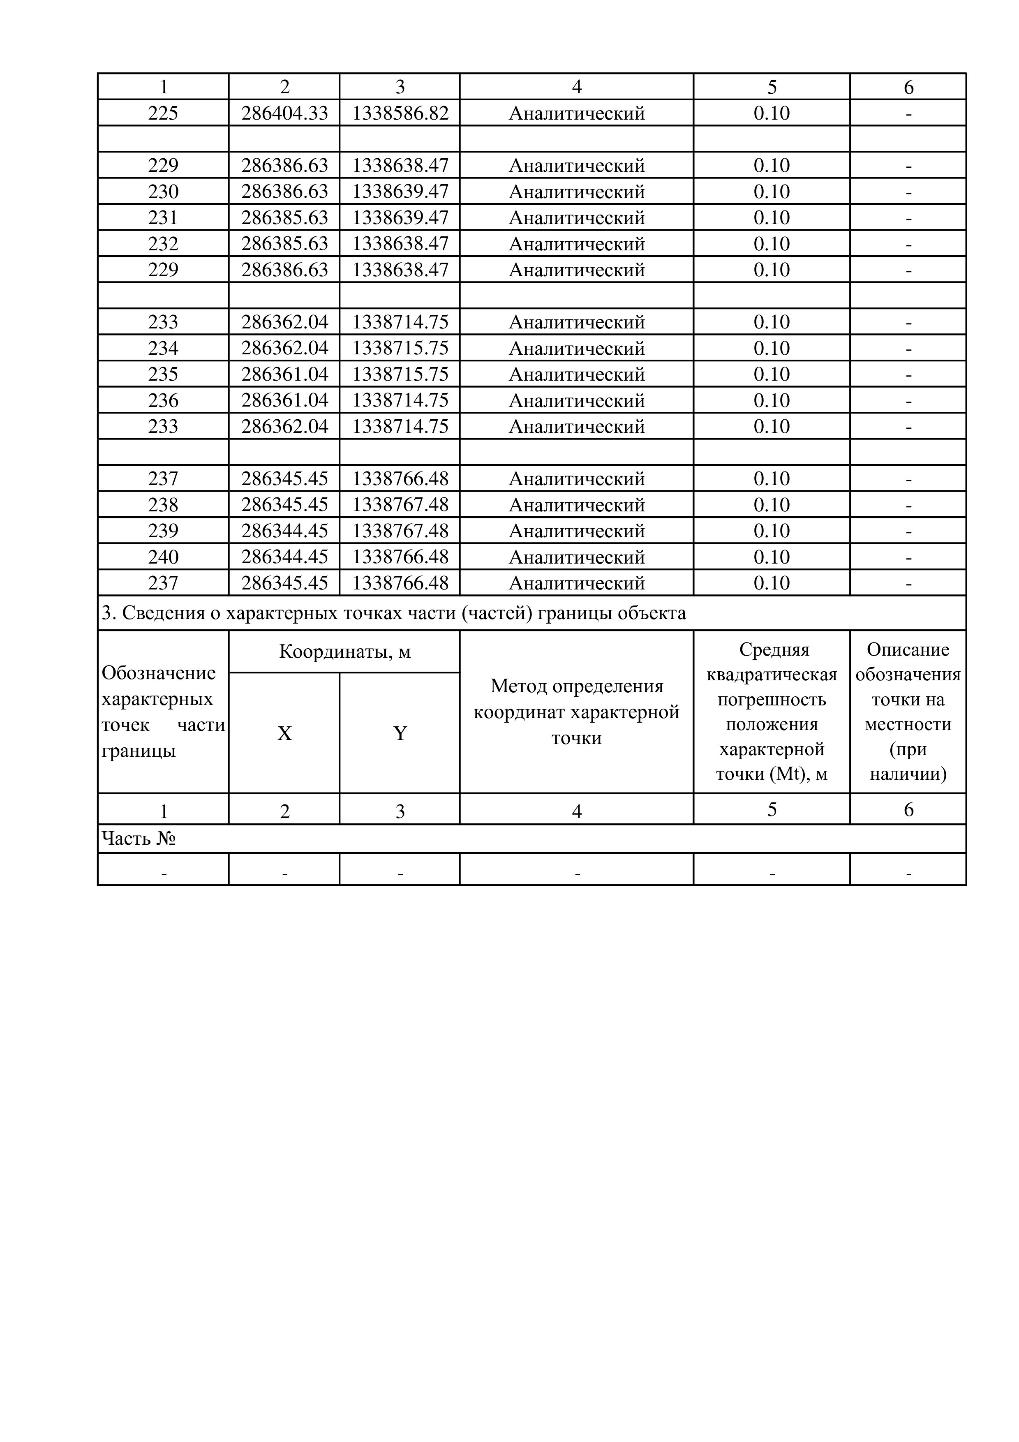 1 2 3 4 5 6
225 286404.33 1338586.82 Аналитический 0.10 -
229 286386.63 1338638.47 Аналитический 0.10 -
230 286386.63 1338639.47 Аналитический 0.10 -
231 286385.63 1338639.47 Аналитический 0.10 -
232 286385.63 1338638.47 Аналитический 0.10 -
229 286386.63 1338638.47 Аналитический 0.10 -
233 286362.04 1338714.75 Аналитический 0.10 -
234 286362.04 1338715.75 Аналитический 0.10 -
235 286361.04 1338715.75 Аналитический 0.10 -
236 286361.04 1338714.75 Аналитический 0.10 -
233 286362.04 1338714.75 Аналитический 0.10 -
237 286345.45 1338766.48 Аналитический 0.10 -
238 286345.45 1338767.48 Аналитический 0.10 -
239 286344.45 1338767.48 Аналитический 0.10 -
240 286344.45 1338766.48 Аналитический 0.10 -
237 286345.45 1338766.48 Аналитический 0.10 -
3. Сведения о характерных точках части (частей) границы объекта
Обозначение
характерных
точек части
границы
Координаты, м
X Y
Метод определения
координат характерной
точки
Средняя
квадратическая
погрешность
положения
характерной
точки (Mt), м
Описание
обозначения
точки на
местности
(при
наличии)
1 2 3 4 5 6
Часть №
- - - - - -